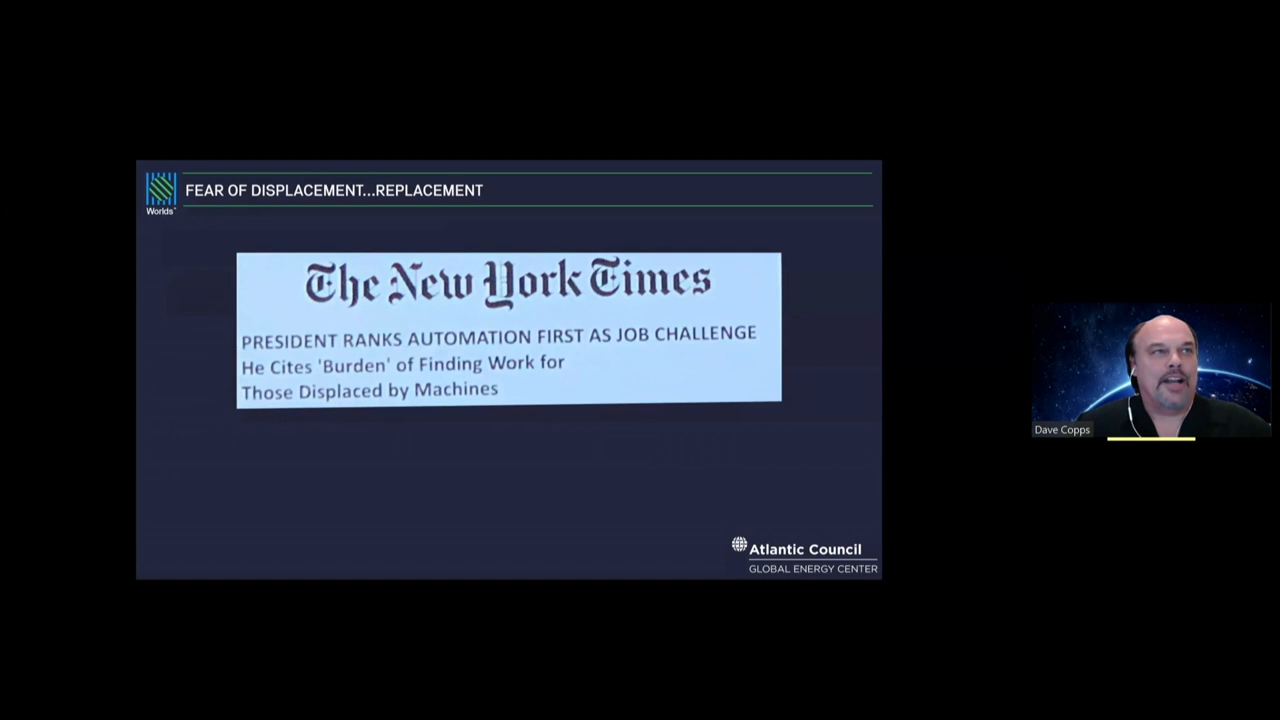 Worlds™
FEAR OF DISPLACEMENT...REPLACEMENT
The New York Times
PRESIDENT RANKS AUTOMATION FIRST AS JOB CHALLENGE
He Cites 'Burden' of Finding Work for
Those Displaced by Machines
Atlantic Council
GLOBAL ENERGY CENTER
Dave Copps